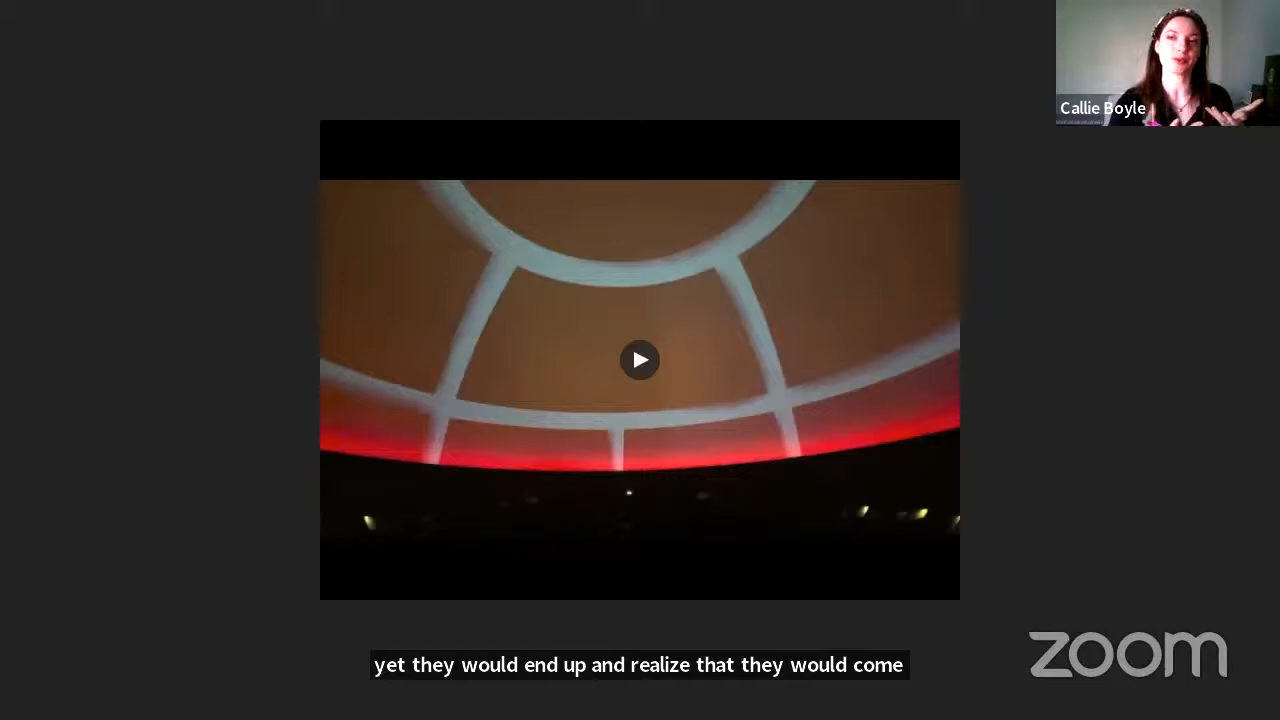 Callie Boyle
yet they would end up and realize that they would come
zoom